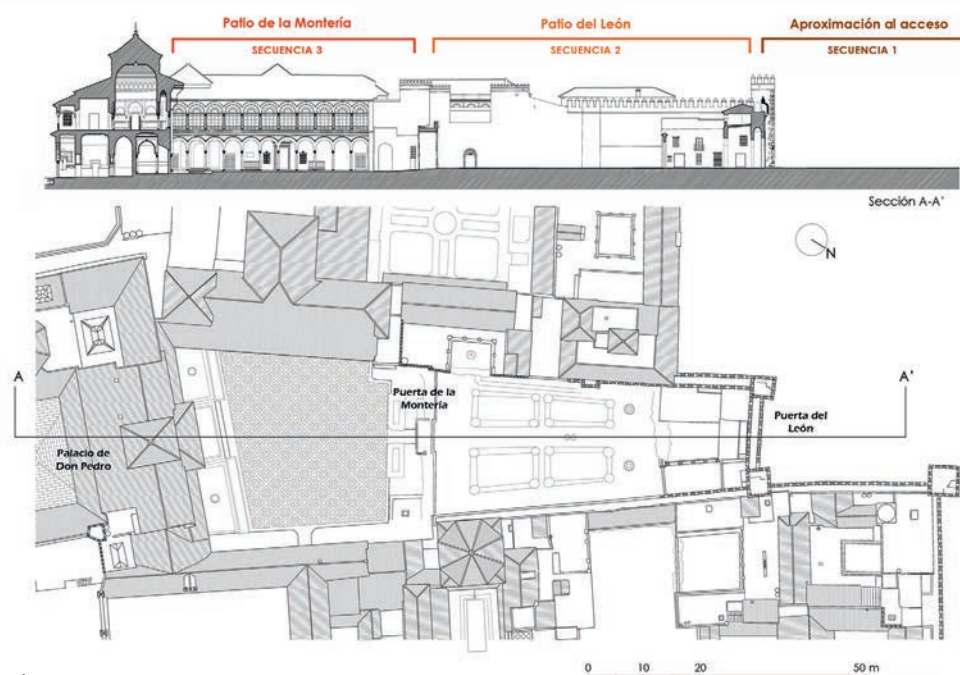 Patio de la Montería
Patio del León
Aproximación al acceso
SECUENCIA 3
SECUENCIA 2
SECUENCIA 1
Sección A-A'
N
A
A'
Puerta de la
Montería
Puerta del
León
Palacio de
Don Pedro
0 10 20 50 m